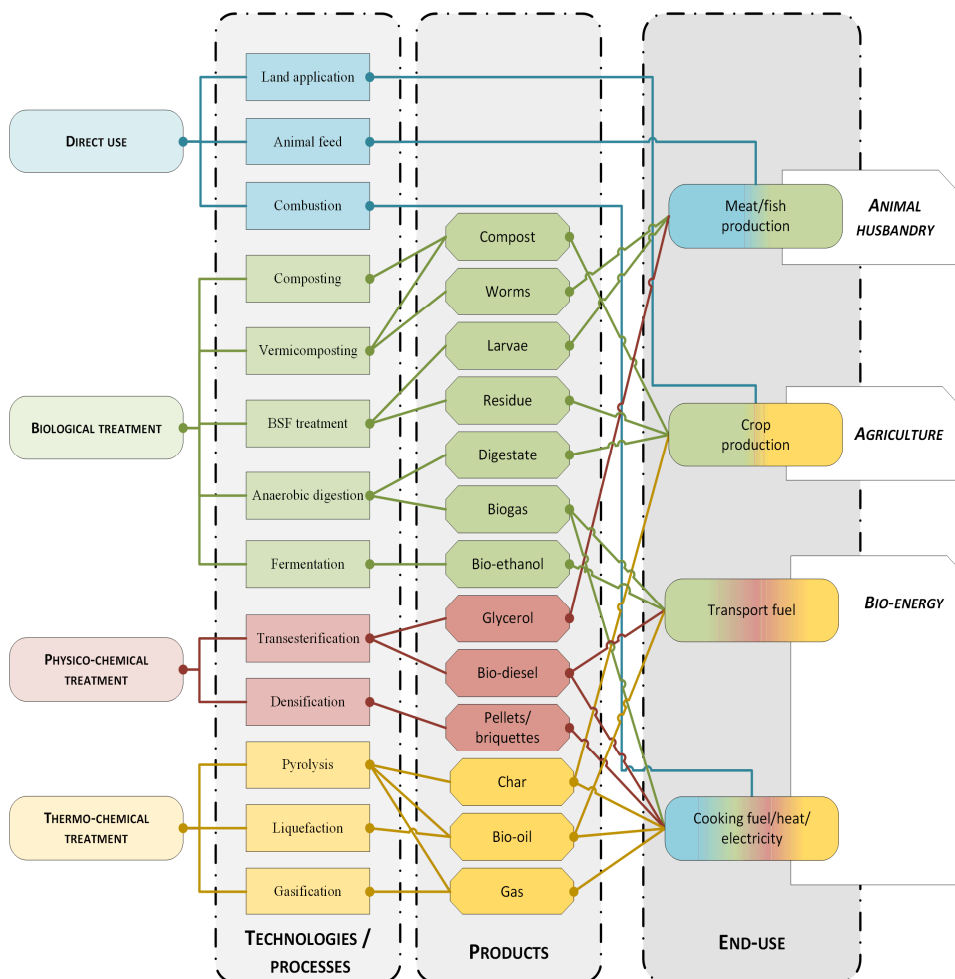 DIRECT USE
BIOLOGICAL TREATMENT
PHYSICO-CHEMICAL
TREATMENT
THERMO-CHEMICAL
TREATMENT
Land application
Animal feed
Combustion
Composting
Vermicomposting
BSF treatment
Anaerobic digestion
Fermentation
Transesterification
Densification
Pyrolysis
Liquefaction
Gasification
TECHNOLOGIES /
PROCESSES
Compost
Worms
Larvae
Residue
Digestate
Biogas
Bio-ethanol
Glycerol
Bio-diesel
Pellets/
briquettes
Char
Bio-oil
Gas
PRODUCTS
Meat/fish
production
Crop
production
Transport fuel
Cooking fuel/heat/
electricity
END-USE
ANIMAL
HUSBANDRY
AGRICULTURE
BIO-ENERGY